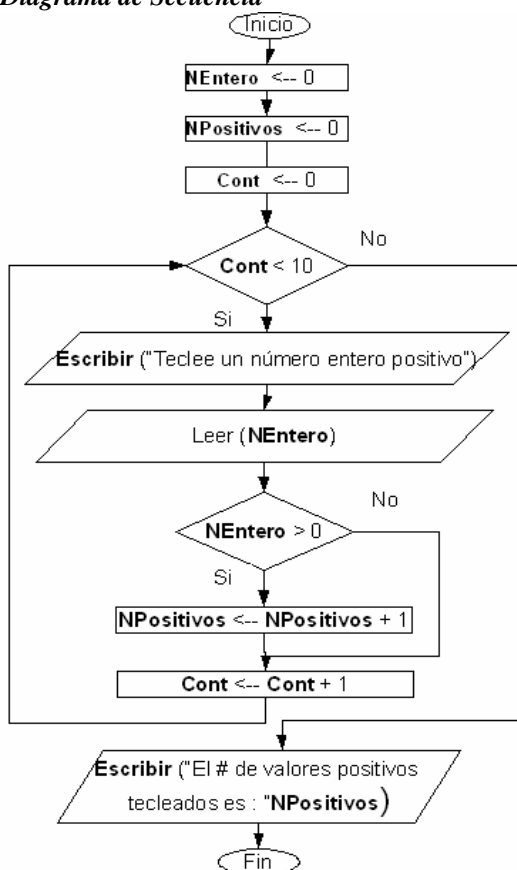 Diagrama de Secuencia
Inicio
NEntero <-- 0
NPositivos <-- 0
Cont <-- 0
Cont < 10
No
Si
Escribir ("Teclee un número entero positivo")
Leer (NEntero)
NEntero > 0
No
Si
NPositivos <-- NPositivos + 1
Cont <-- Cont + 1
Escribir ("El # de valores positivos
tecleados es : "NPositivos)
Fin